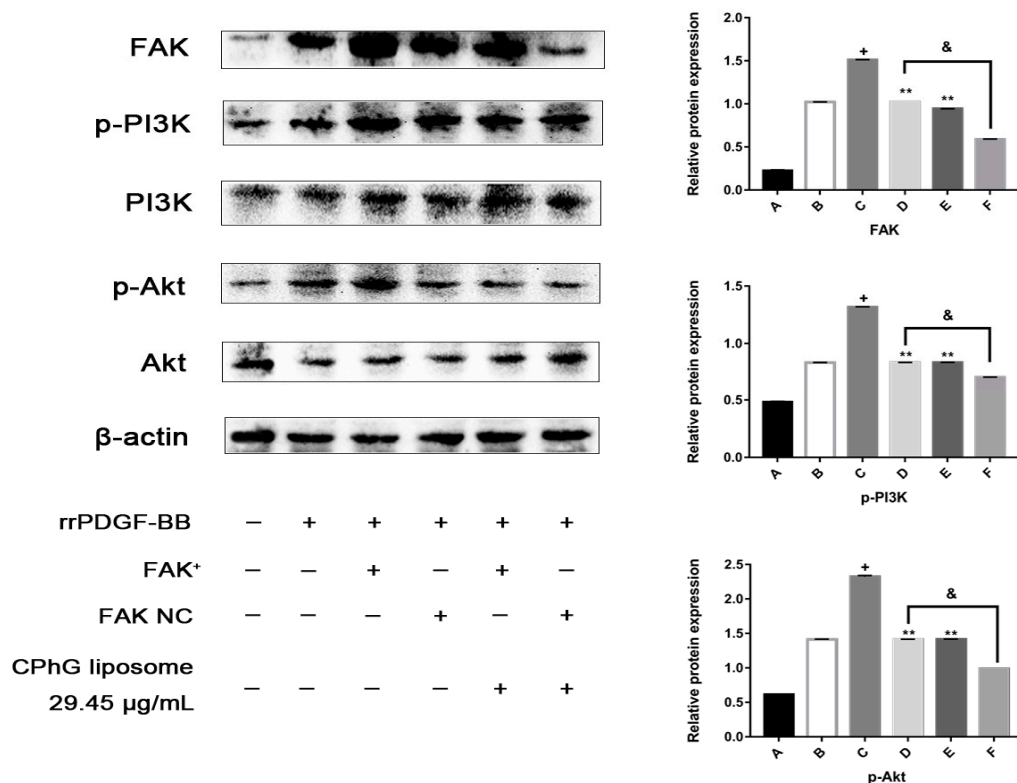 FAK
p-PI3K
PI3K
p-Akt
Akt
β-actin
rrPDGF-BB – + + + + +
FAK⁺ – – + – + –
FAK NC – – – + – +
CPhG liposome
29.45 μg/mL – – – – + +
Relative protein expression
2.0
1.5
1.0
0.5
0.0
+
**
**
&
A B C D E F
FAK
Relative protein expression
1.5
1.0
0.5
0.0
+
**
**
&
A B C D E F
p-PI3K
Relative protein expression
2.5
2.0
1.5
1.0
0.5
0.0
+
**
**
&
A B C D E F
p-Akt